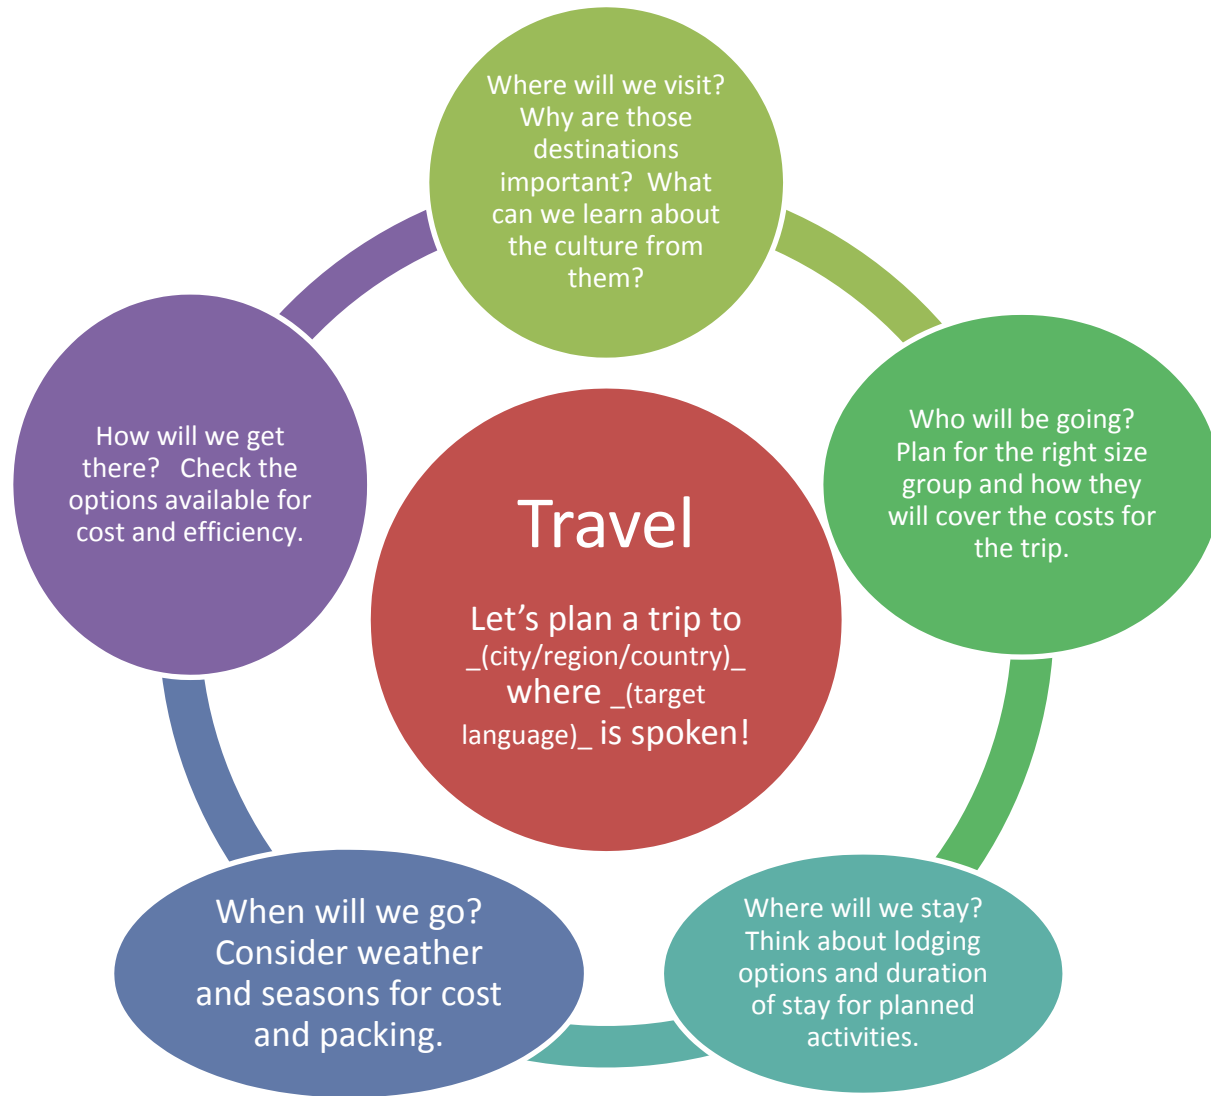 Where will we visit?
Why are those
destinations
important?  What
can we learn about
the culture from
them?
Who will be going?
Plan for the right size
group and how they
will cover the costs for
the trip.
Where will we stay?
Think about lodging
options and duration
of stay for planned
activities.
When will we go?
Consider weather
and seasons for cost
and packing.
How will we get
there?   Check the
options available for
cost and efficiency.
Travel
Let’s plan a trip to
_(city/region/country)_
where _(target
language)_ is spoken!